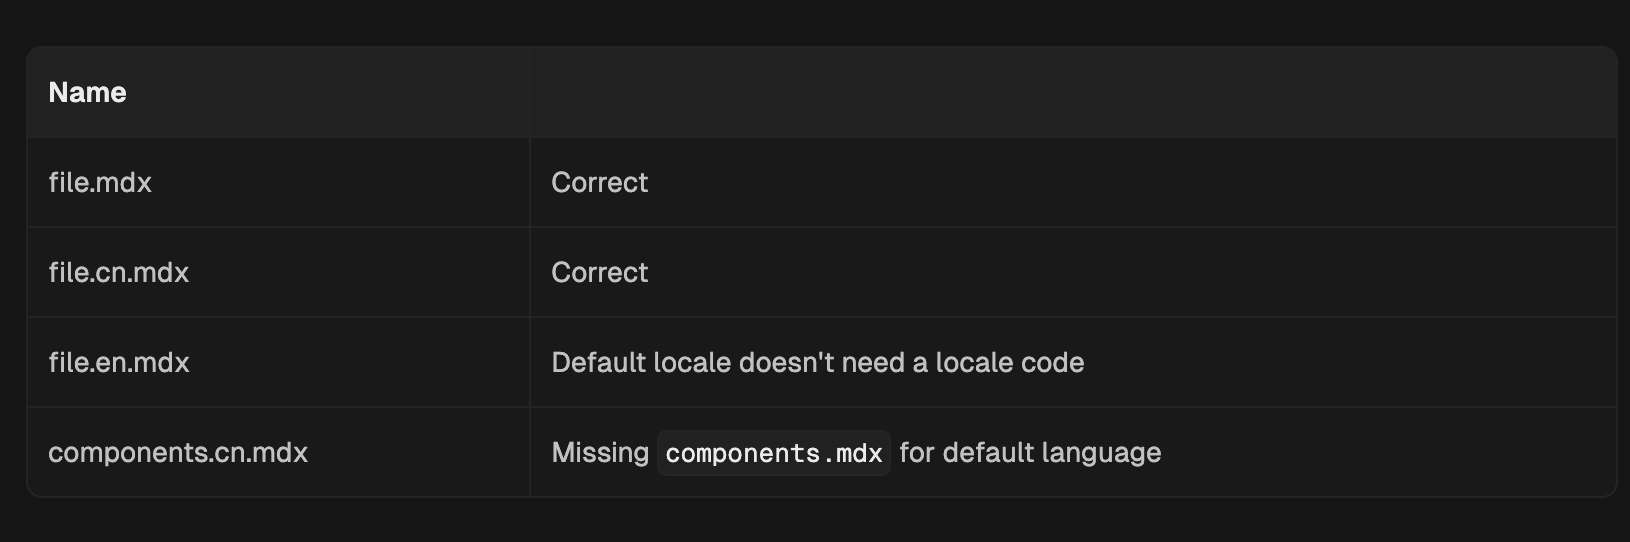 Name
file.mdx Correct
file.cn.mdx Correct
file.en.mdx Default locale doesn't need a locale code
components.cn.mdx Missing components.mdx for default language